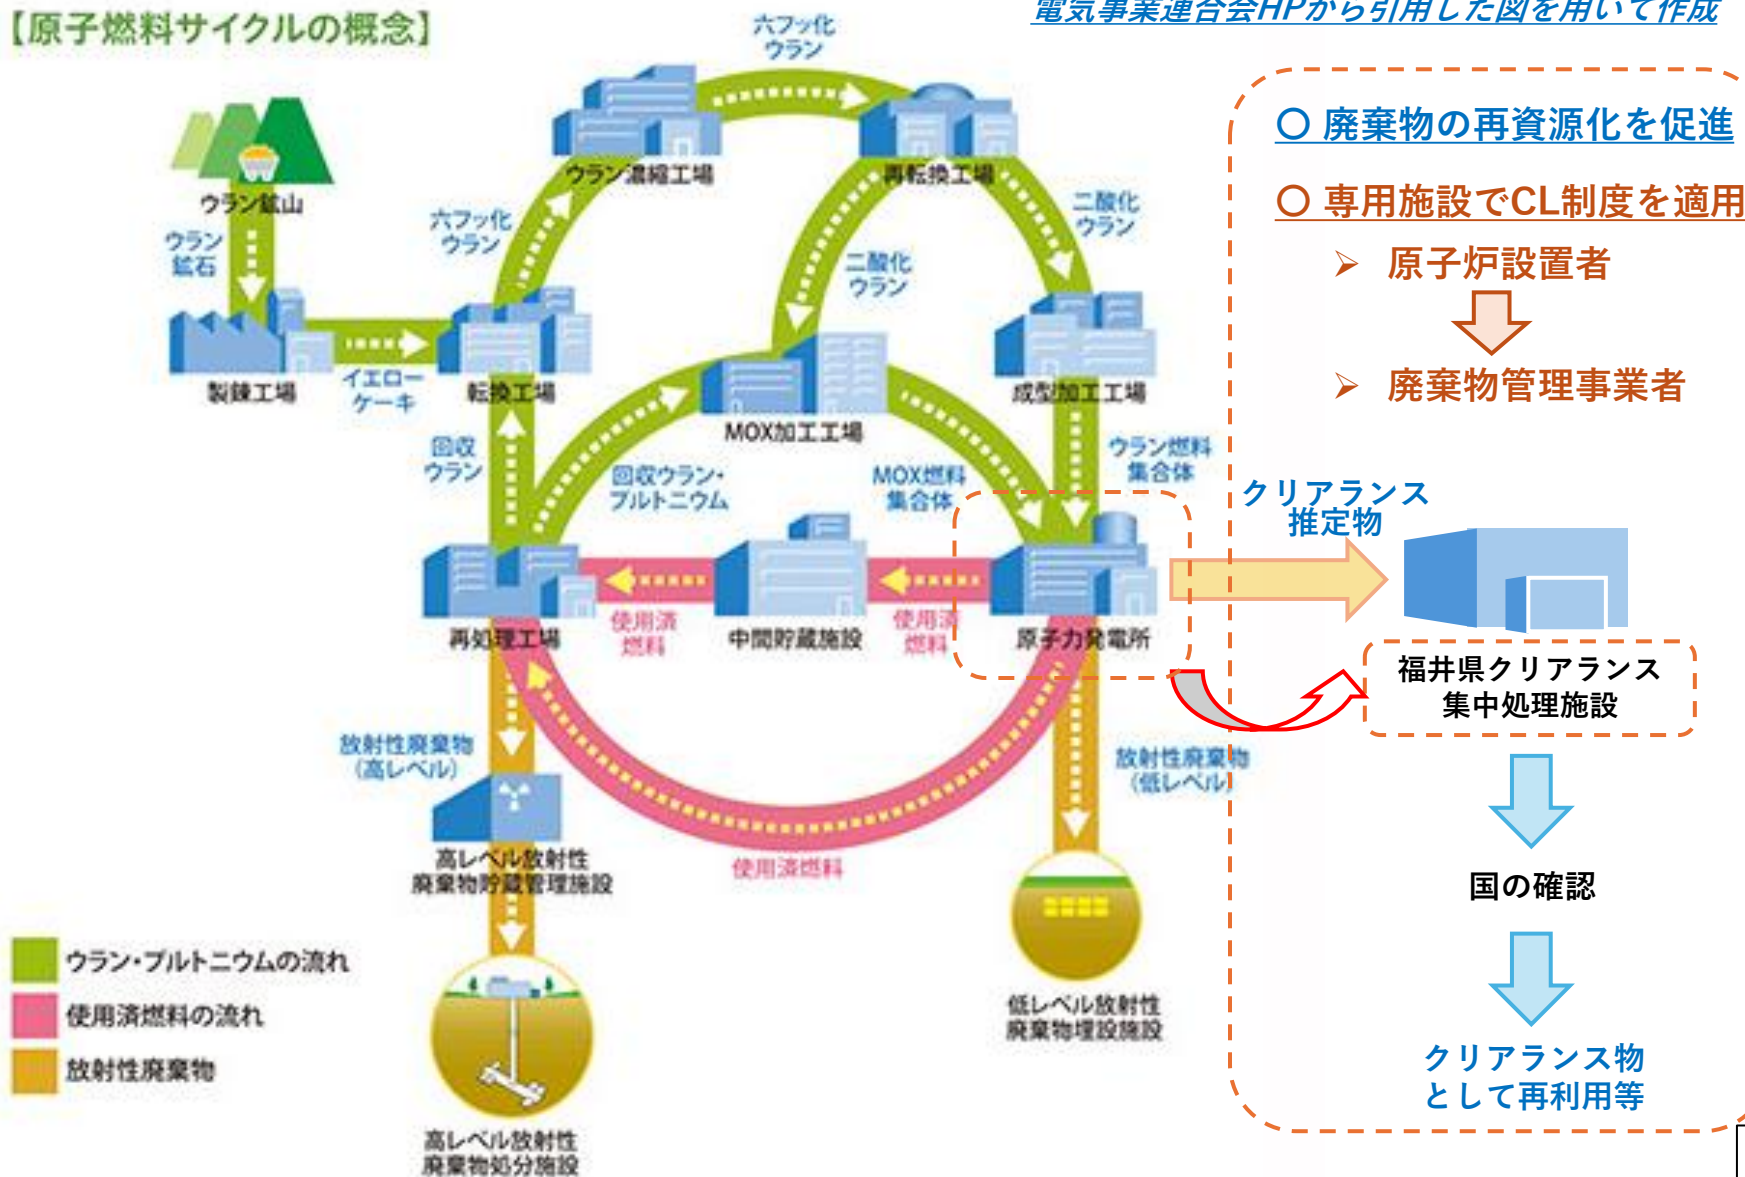 【原子燃料サイクルの概念】
電気事業連合会HPから引用した図を用いて作成
六フッ化
ウラン
ウラン濃縮工場
再転換工場
ウラン鉱山
ウラン
鉱石
六フッ化
ウラン
二酸化
ウラン
二酸化
ウラン
製錬工場
イエロー
ケーキ
転換工場
MOX加工工場
成型加工工場
回収
ウラン
回収ウラン・
プルトニウム
MOX燃料
集合体
ウラン燃料
集合体
再処理工場
使用済
燃料
中間貯蔵施設
使用済
燃料
原子力発電所
放射性廃棄物
(高レベル)
放射性廃棄物
(低レベル)
高レベル放射性
廃棄物貯蔵管理施設
使用済燃料
低レベル放射性
廃棄物埋設施設
高レベル放射性
廃棄物処分施設
ウラン・プルトニウムの流れ
使用済燃料の流れ
放射性廃棄物
〇 廃棄物の再資源化を促進
〇 専用施設でCL制度を適用
➢ 原子炉設置者
➢ 廃棄物管理事業者
クリアランス
推定物
福井県クリアランス
集中処理施設
国の確認
クリアランス物
として再利用等